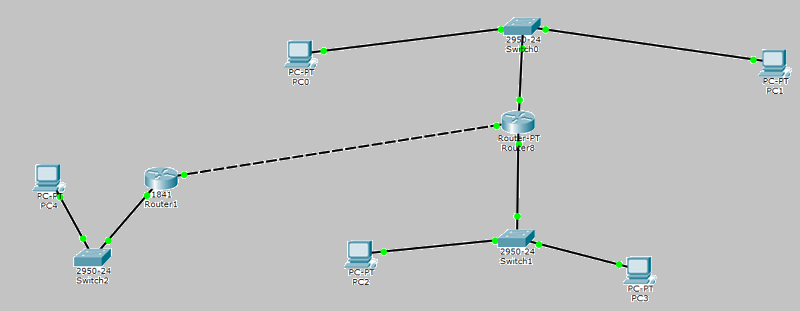 2950-24
Switch0
PC-PT
PC0
PC-PT
PC1
Router-PT
Router8
PC-PT
PC4
1841
Router1
2950-24
Switch2
2950-24
Switch1
PC-PT
PC2
PC-PT
PC3